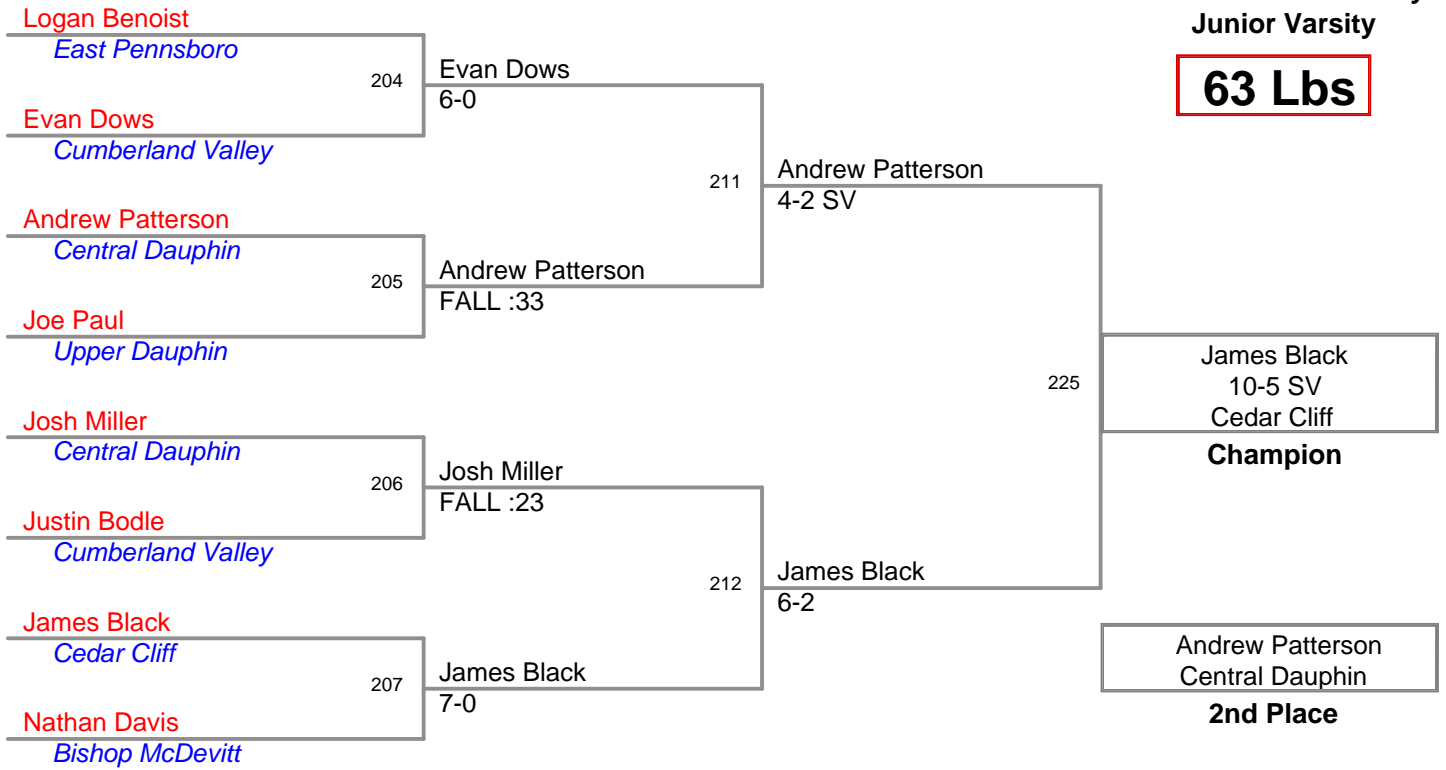 Junior Varsity
63 Lbs
Logan Benoist
East Pennsboro
204
Evan Dows
6-0
Evan Dows
Cumberland Valley
211
Andrew Patterson
4-2 SV
Andrew Patterson
Central Dauphin
205
Andrew Patterson
FALL :33
Joe Paul
Upper Dauphin
225
James Black
10-5 SV
Cedar Cliff
Champion
Josh Miller
Central Dauphin
206
Josh Miller
FALL :23
Justin Bodle
Cumberland Valley
212
James Black
6-2
James Black
Cedar Cliff
207
James Black
7-0
Nathan Davis
Bishop McDevitt
Andrew Patterson
Central Dauphin
2nd Place